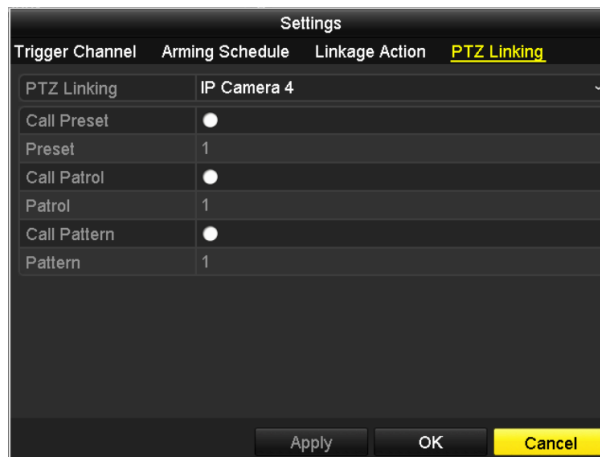 Settings
Trigger Channel Arming Schedule Linkage Action PTZ Linking
PTZ Linking IP Camera 4
Call Preset
Preset 1
Call Patrol
Patrol 1
Call Pattern
Pattern 1
Apply OK Cancel